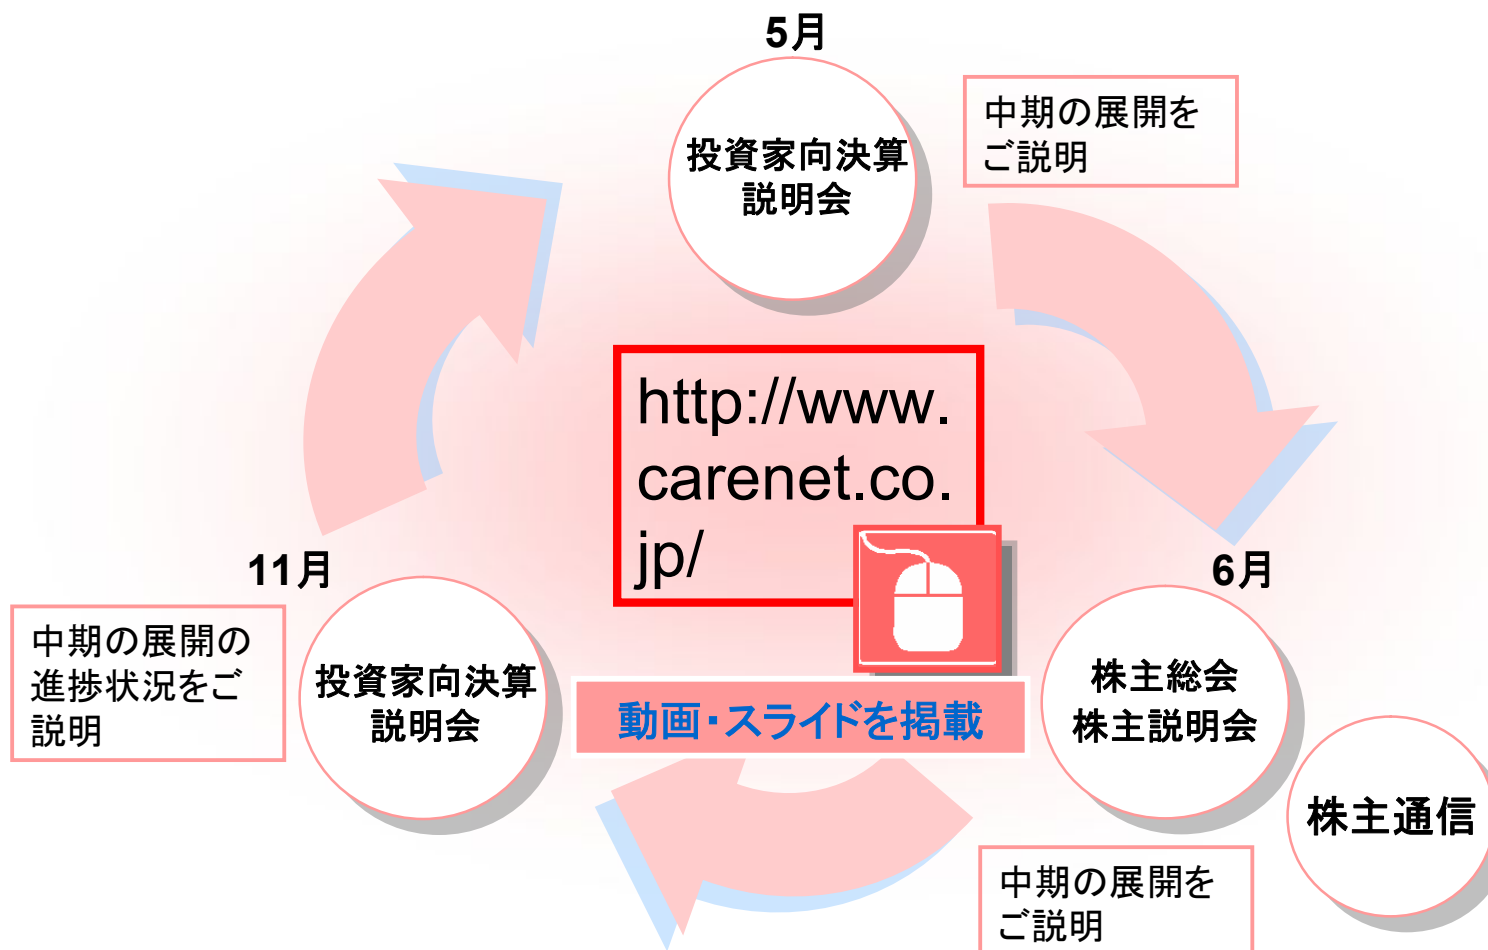 5月
投資家向決算
説明会
中期の展開を
ご説明
http://www.
carenet.co.
jp/
11月
6月
中期の展開の
進捗状況をご
説明
投資家向決算
説明会
動画・スライドを掲載
株主総会
株主説明会
株主通信
中期の展開を
ご説明